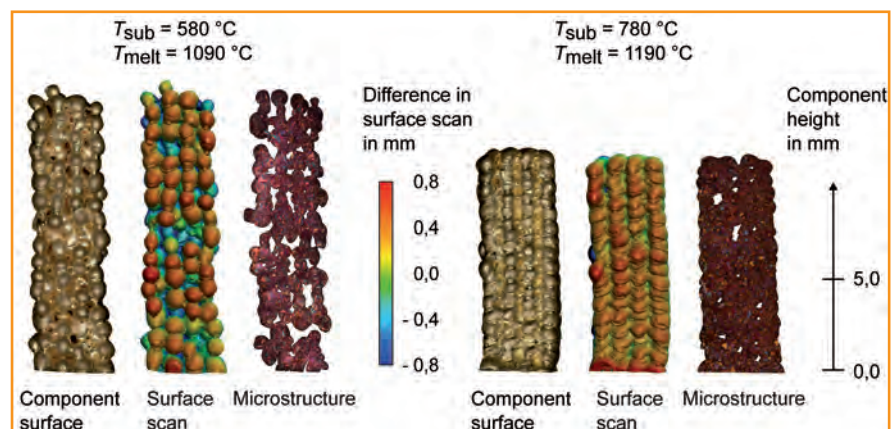 Tsub = 580 °C
Tmelt = 1090 °C
Tsub = 780 °C
Tmelt = 1190 °C
Difference in
surface scan
in mm
0,8
0,4
0,0
- 0,4
- 0,8
Component
height
in mm
5,0
0,0
Component
surface
Surface
scan
Microstructure
Component
surface
Surface
scan
Microstructure